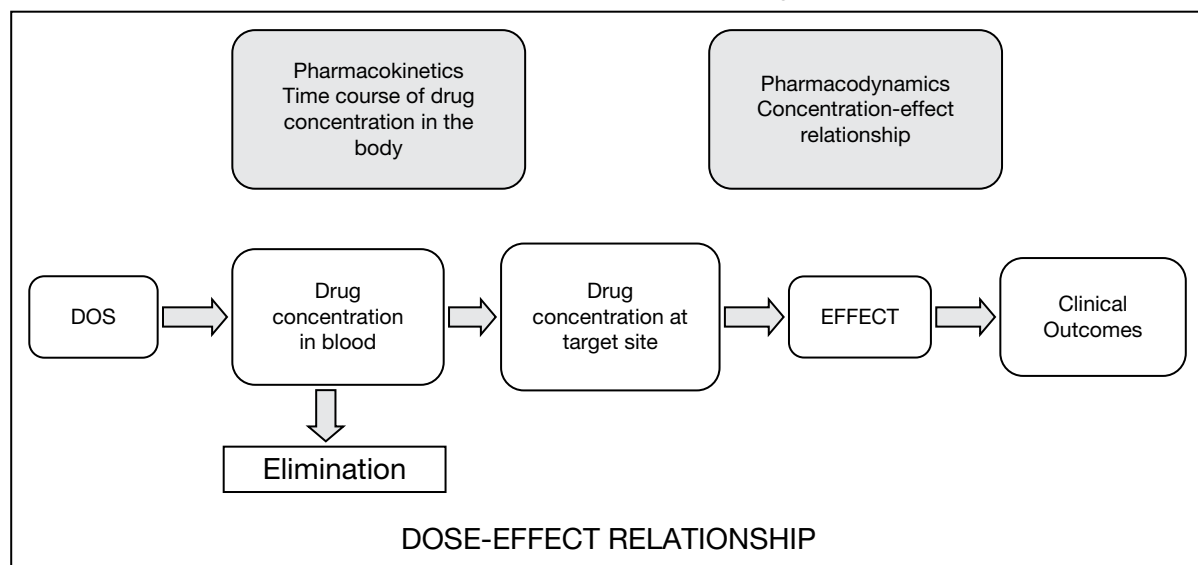 Pharmacokinetics
Time course of drug
concentration in the
body
Pharmacodynamics
Concentration-effect
relationship
DOS
Drug
concentration
in blood
Drug
concentration at
target site
EFFECT
Clinical
Outcomes
Elimination
DOSE-EFFECT RELATIONSHIP